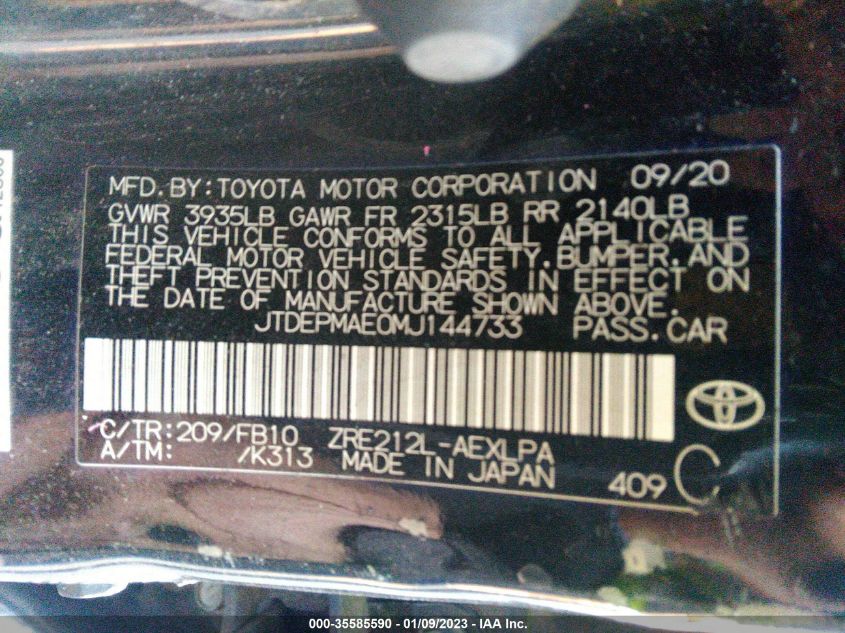 MFD. BY: TOYOTA MOTOR CORPORATION 09/20
GVWR 3935LB GAWR FR 2315LB RR 2140LB
THIS VEHICLE CONFORMS TO ALL APPLICABLE
FEDERAL MOTOR VEHICLE SAFETY, BUMPER, AND
THEFT PREVENTION STANDARDS IN EFFECT ON
THE DATE OF MANUFACTURE SHOWN ABOVE.
JTDEPMAE0MJ144733 PASS. CAR
C/TR: 209/FB10 ZRE212L-AEXLPA
A/TM: /K313 MADE IN JAPAN 409 C
000-35585590 - 01/09/2023 - IAA Inc.